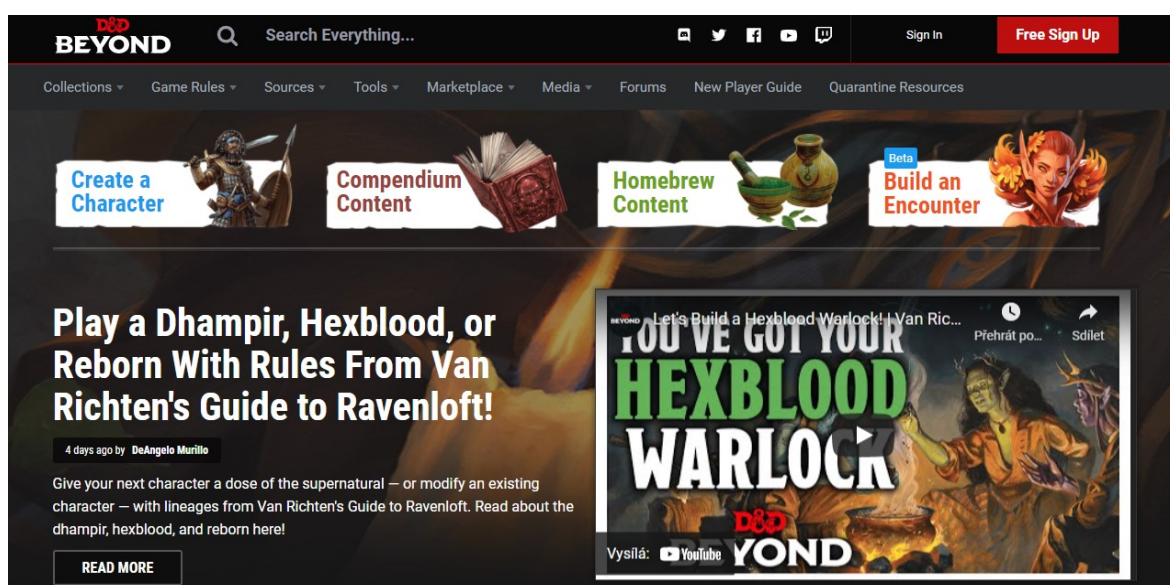 D&D
BEYOND
Search Everything...
Sign In
Free Sign Up
Collections
Game Rules
Sources
Tools
Marketplace
Media
Forums
New Player Guide
Quarantine Resources
Create a
Character
Compendium
Content
Homebrew
Content
Beta
Build an
Encounter
Play a Dhampir, Hexblood, or
Reborn With Rules From Van
Richten's Guide to Ravenloft!
4 days ago by DeAngelo Murillo
Give your next character a dose of the supernatural — or modify an existing
character — with lineages from Van Richten's Guide to Ravenloft. Read about the
dhampir, hexblood, and reborn here!
READ MORE
BEYOND
Let's Build a Hexblood Warlock! | Van Ric...
Přehrát po...
Sdílet
YOU'VE GOT YOUR
HEXBLOOD
WARLOCK
D&D
BEYOND
Vysílá: YouTube